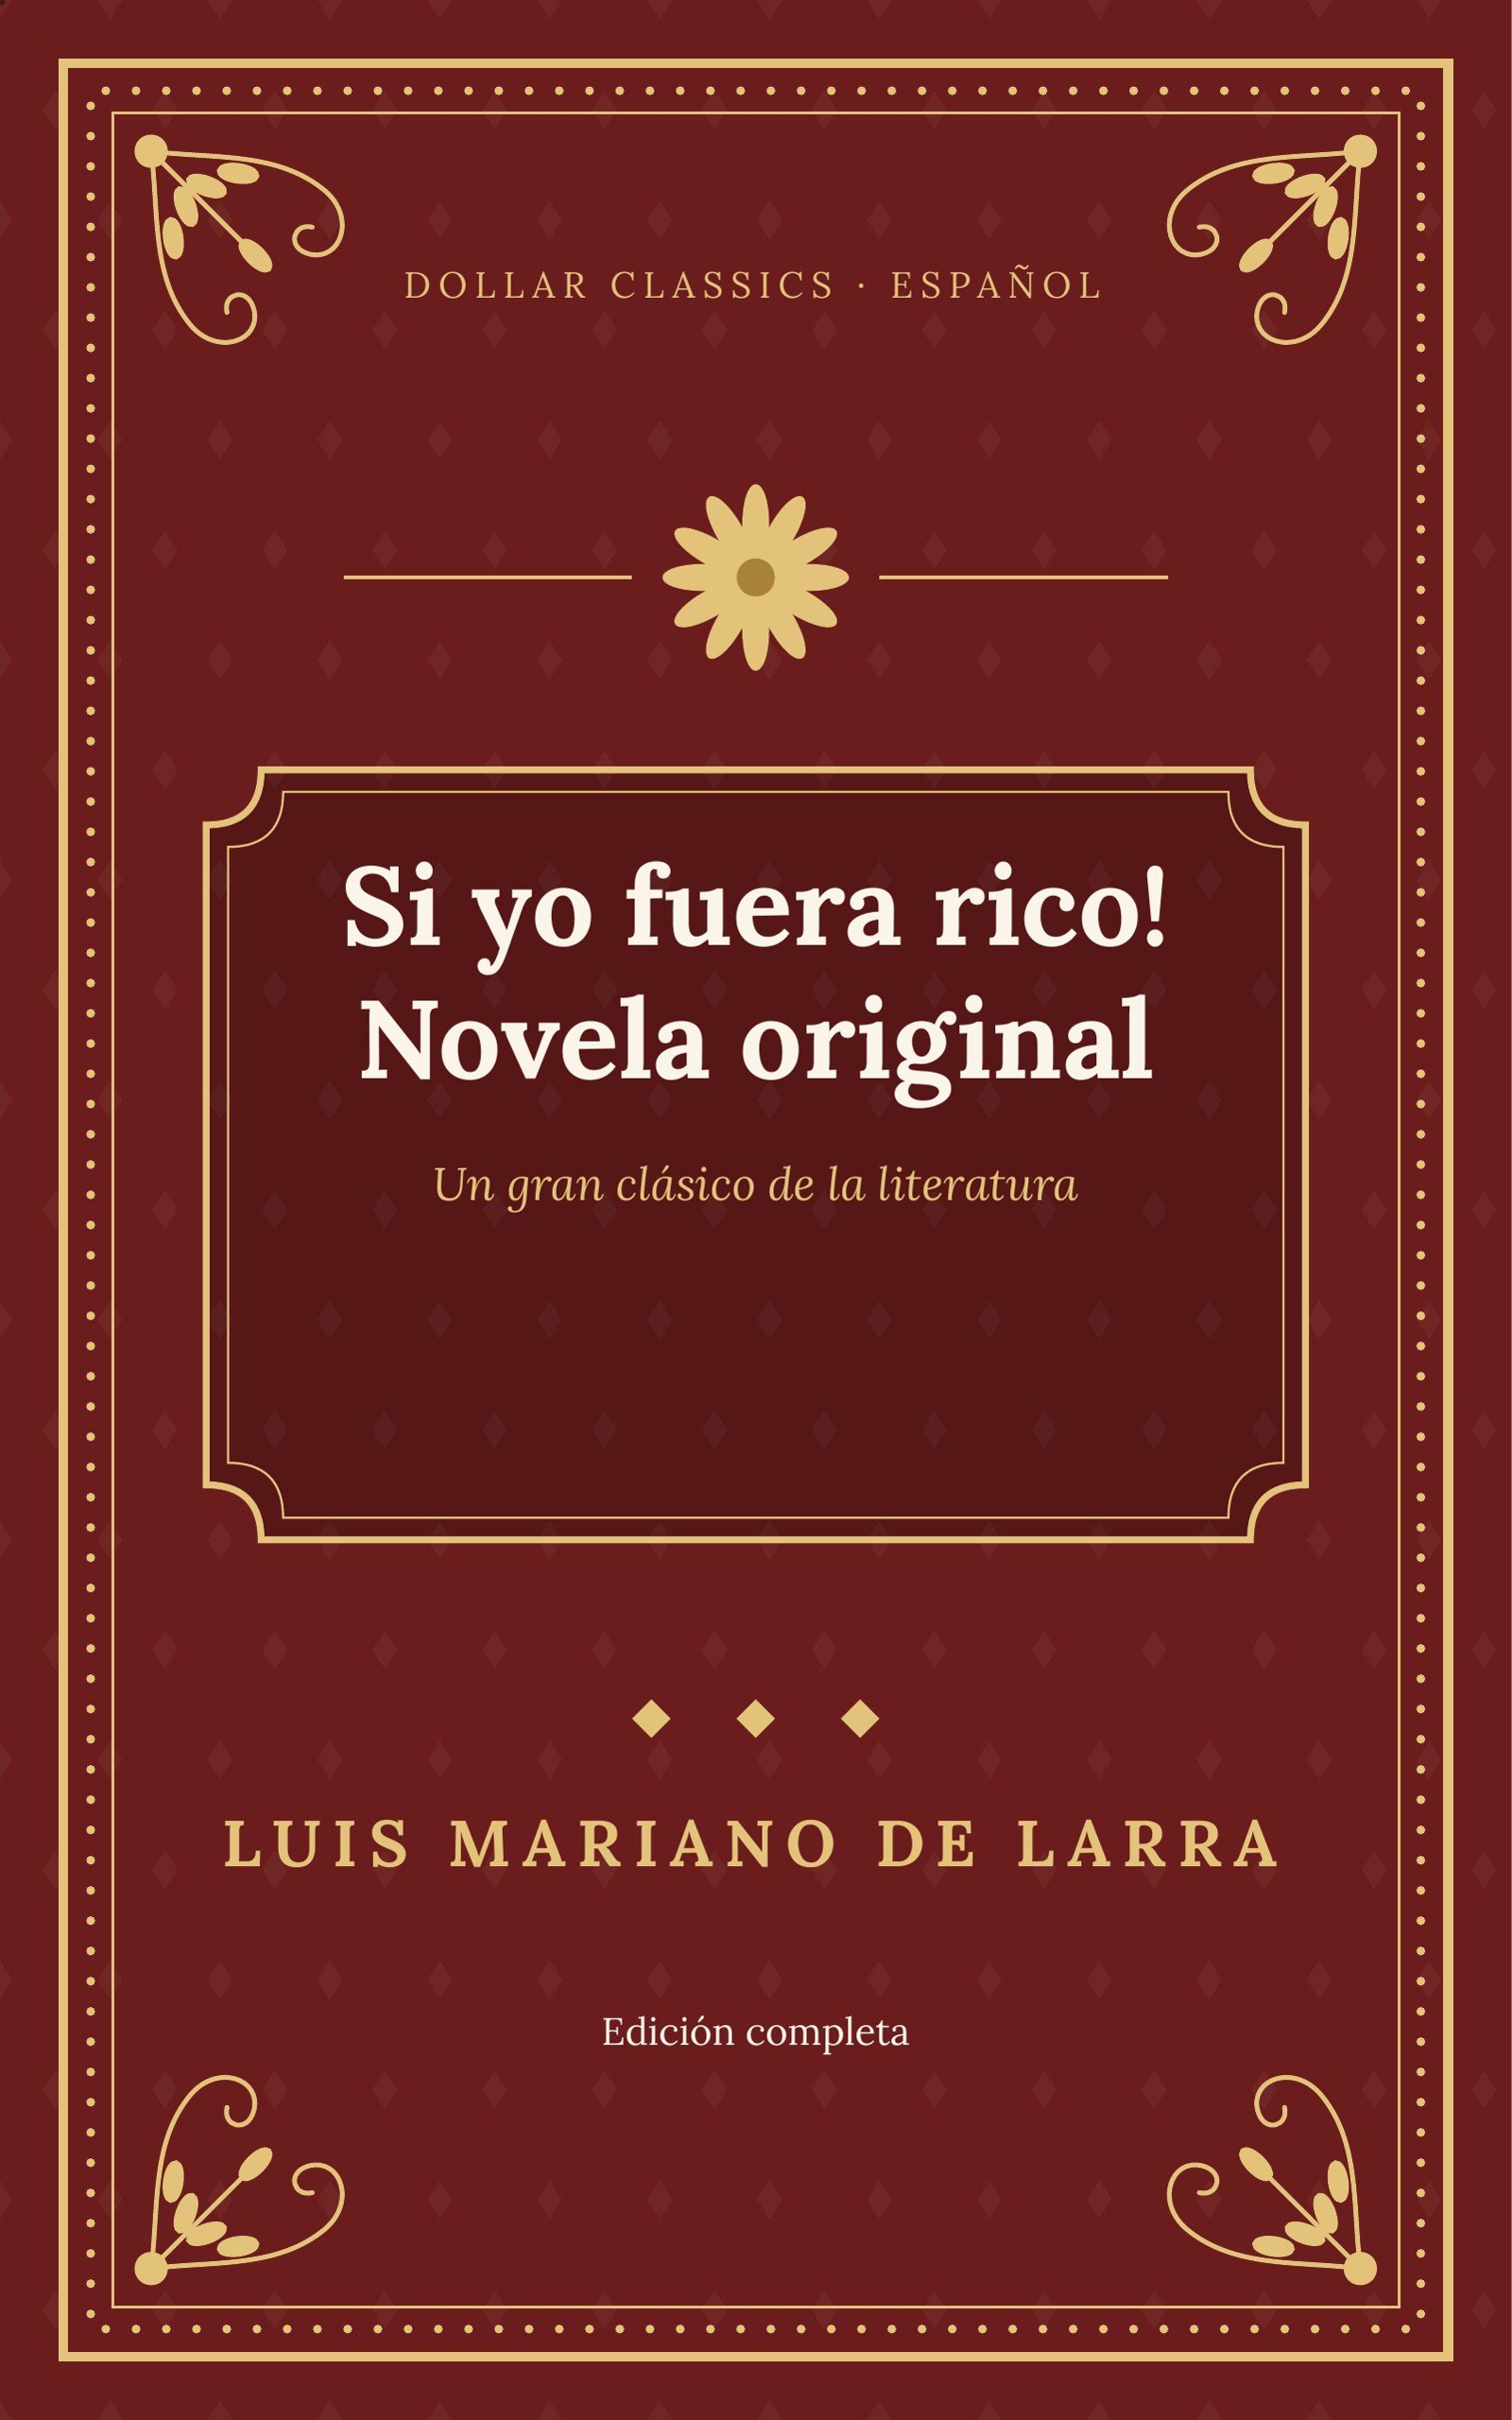 DOLLAR CLASSICS · ESPAÑOL
Si yo fuera rico!
Novela original
Un gran clásico de la literatura
LUIS MARIANO DE LARRA
Edición completa